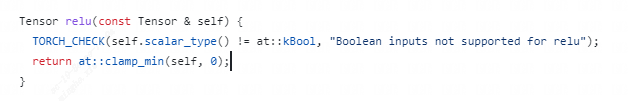 Tensor relu(const Tensor & self) {
  TORCH_CHECK(self.scalar_type() != at::kBool, "Boolean inputs not supported for relu");
  return at::clamp_min(self, 0);
}